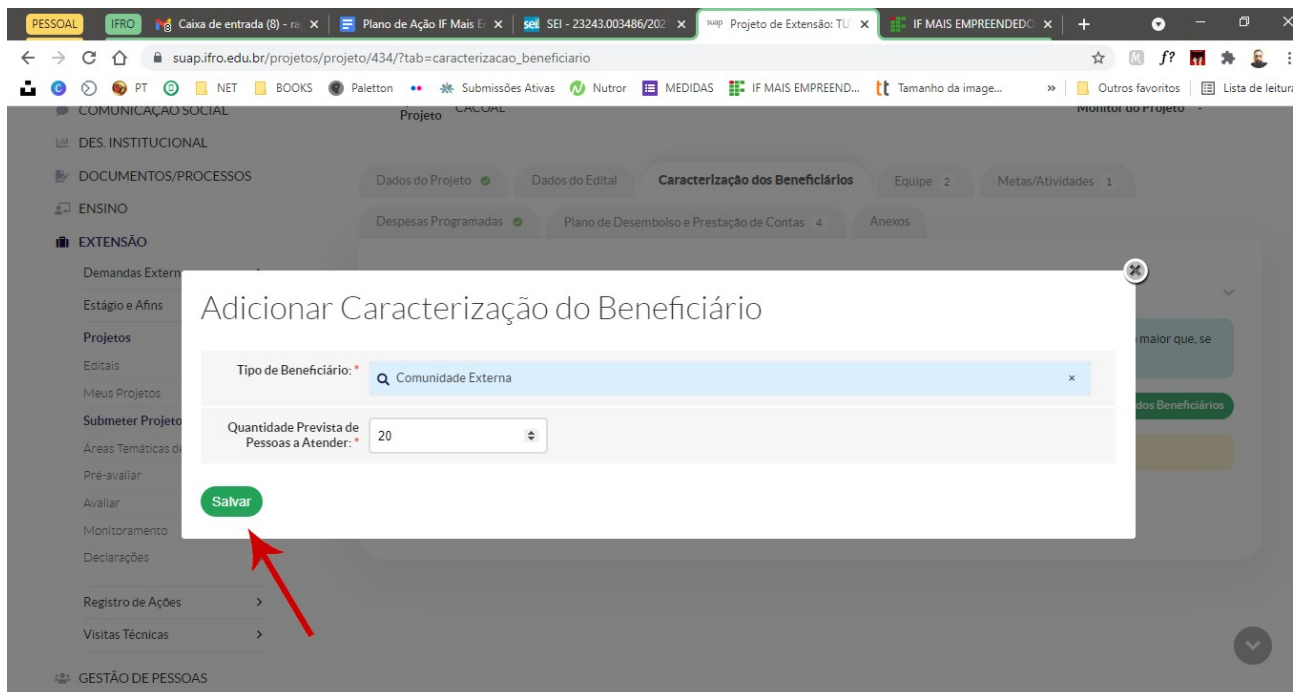 PESSOAL IFRO Caixa de entrada (8) - ra Plano de Ação IF Mais E sei SEI - 23243.003486/202 suap Projeto de Extensão: TU IF MAIS EMPREENDEDO
suap.ifro.edu.br/projetos/projeto/434/?tab=caracterizacao_beneficiario f?
PT NET BOOKS Paletton Submissões Ativas Nutror MEDIDAS IF MAIS EMPREEND... tt Tamanho da image... » Outros favoritos Lista de leitura
COMUNICAÇÃO SOCIAL Projeto CACOAL Monitor do Projeto -
DES. INSTITUCIONAL
DOCUMENTOS/PROCESSOS Dados do Projeto Dados do Edital Caracterização dos Beneficiários Equipe 2 Metas/Atividades 1
ENSINO Despesas Programadas Plano de Desembolso e Prestação de Contas 4 Anexos
EXTENSÃO
Demandas Extern
Estágio e Afins Adicionar Caracterização do Beneficiário
Projetos maior que, se
Editais Tipo de Beneficiário: * Comunidade Externa ×
Meus Projetos dos Beneficiários
Submeter Projeto Quantidade Prevista de
Áreas Temáticas de Pessoas a Atender: * 20
Pré-avaliar
Avaliar Salvar
Monitoramento
Declarações
Registro de Ações
Visitas Técnicas
GESTÃO DE PESSOAS